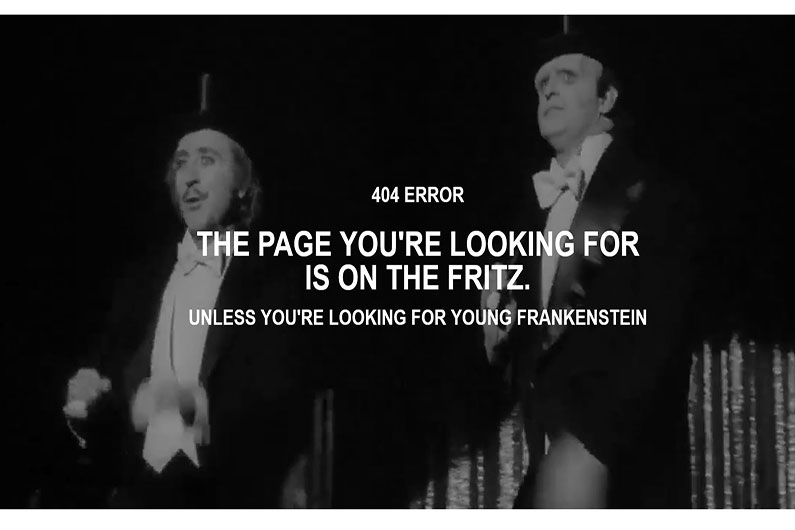 404 ERROR
THE PAGE YOU'RE LOOKING FOR
IS ON THE FRITZ.
UNLESS YOU'RE LOOKING FOR YOUNG FRANKENSTEIN